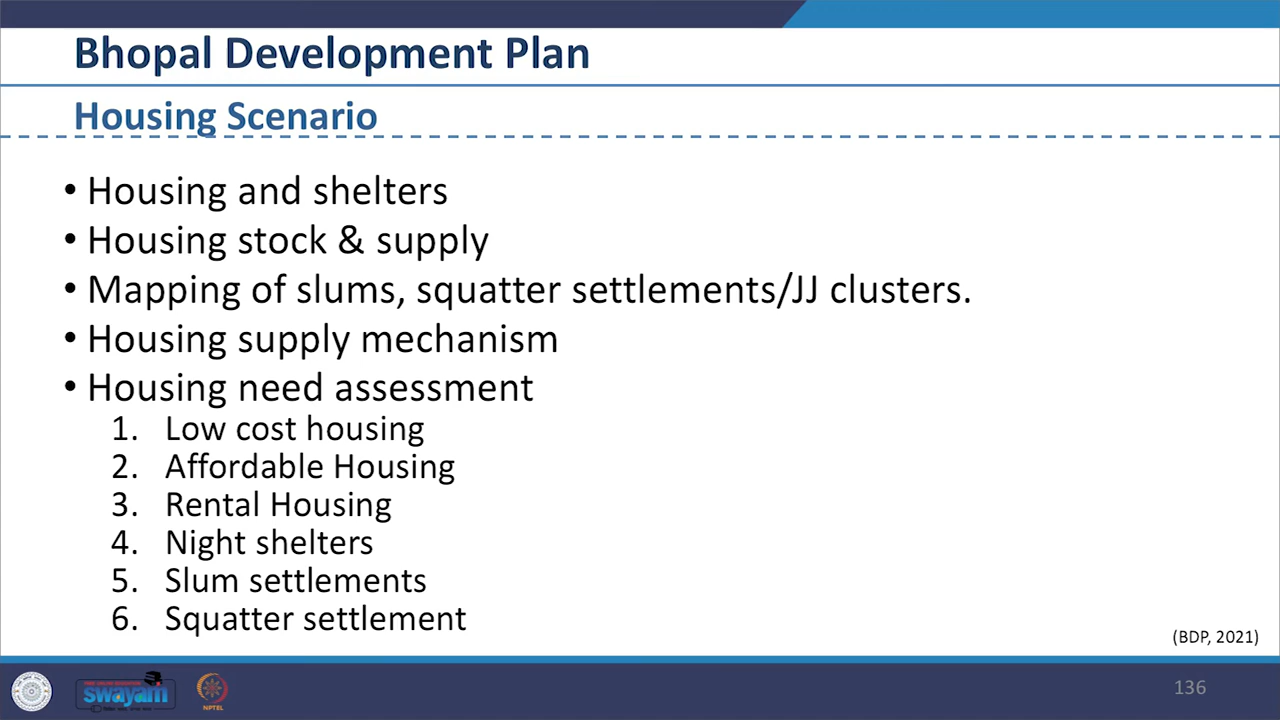 Bhopal Development Plan
Housing Scenario
• Housing and shelters
• Housing stock & supply
• Mapping of slums, squatter settlements/JJ clusters.
• Housing supply mechanism
• Housing need assessment
1. Low cost housing
2. Affordable Housing
3. Rental Housing
4. Night shelters
5. Slum settlements
6. Squatter settlement
(BDP, 2021)
swayam
NPTEL
136